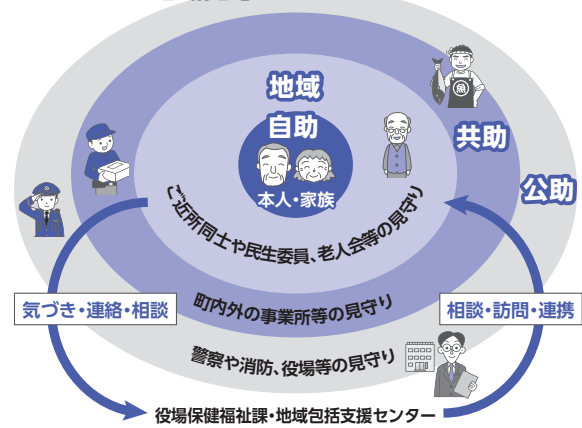 地域
自助
本人・家族
共助
公助
魚
ご近所同士や民生委員、老人会等の見守り
町内外の事業所等の見守り
警察や消防、役場等の見守り
気づき・連絡・相談
相談・訪問・連携
役場保健福祉課・地域包括支援センター